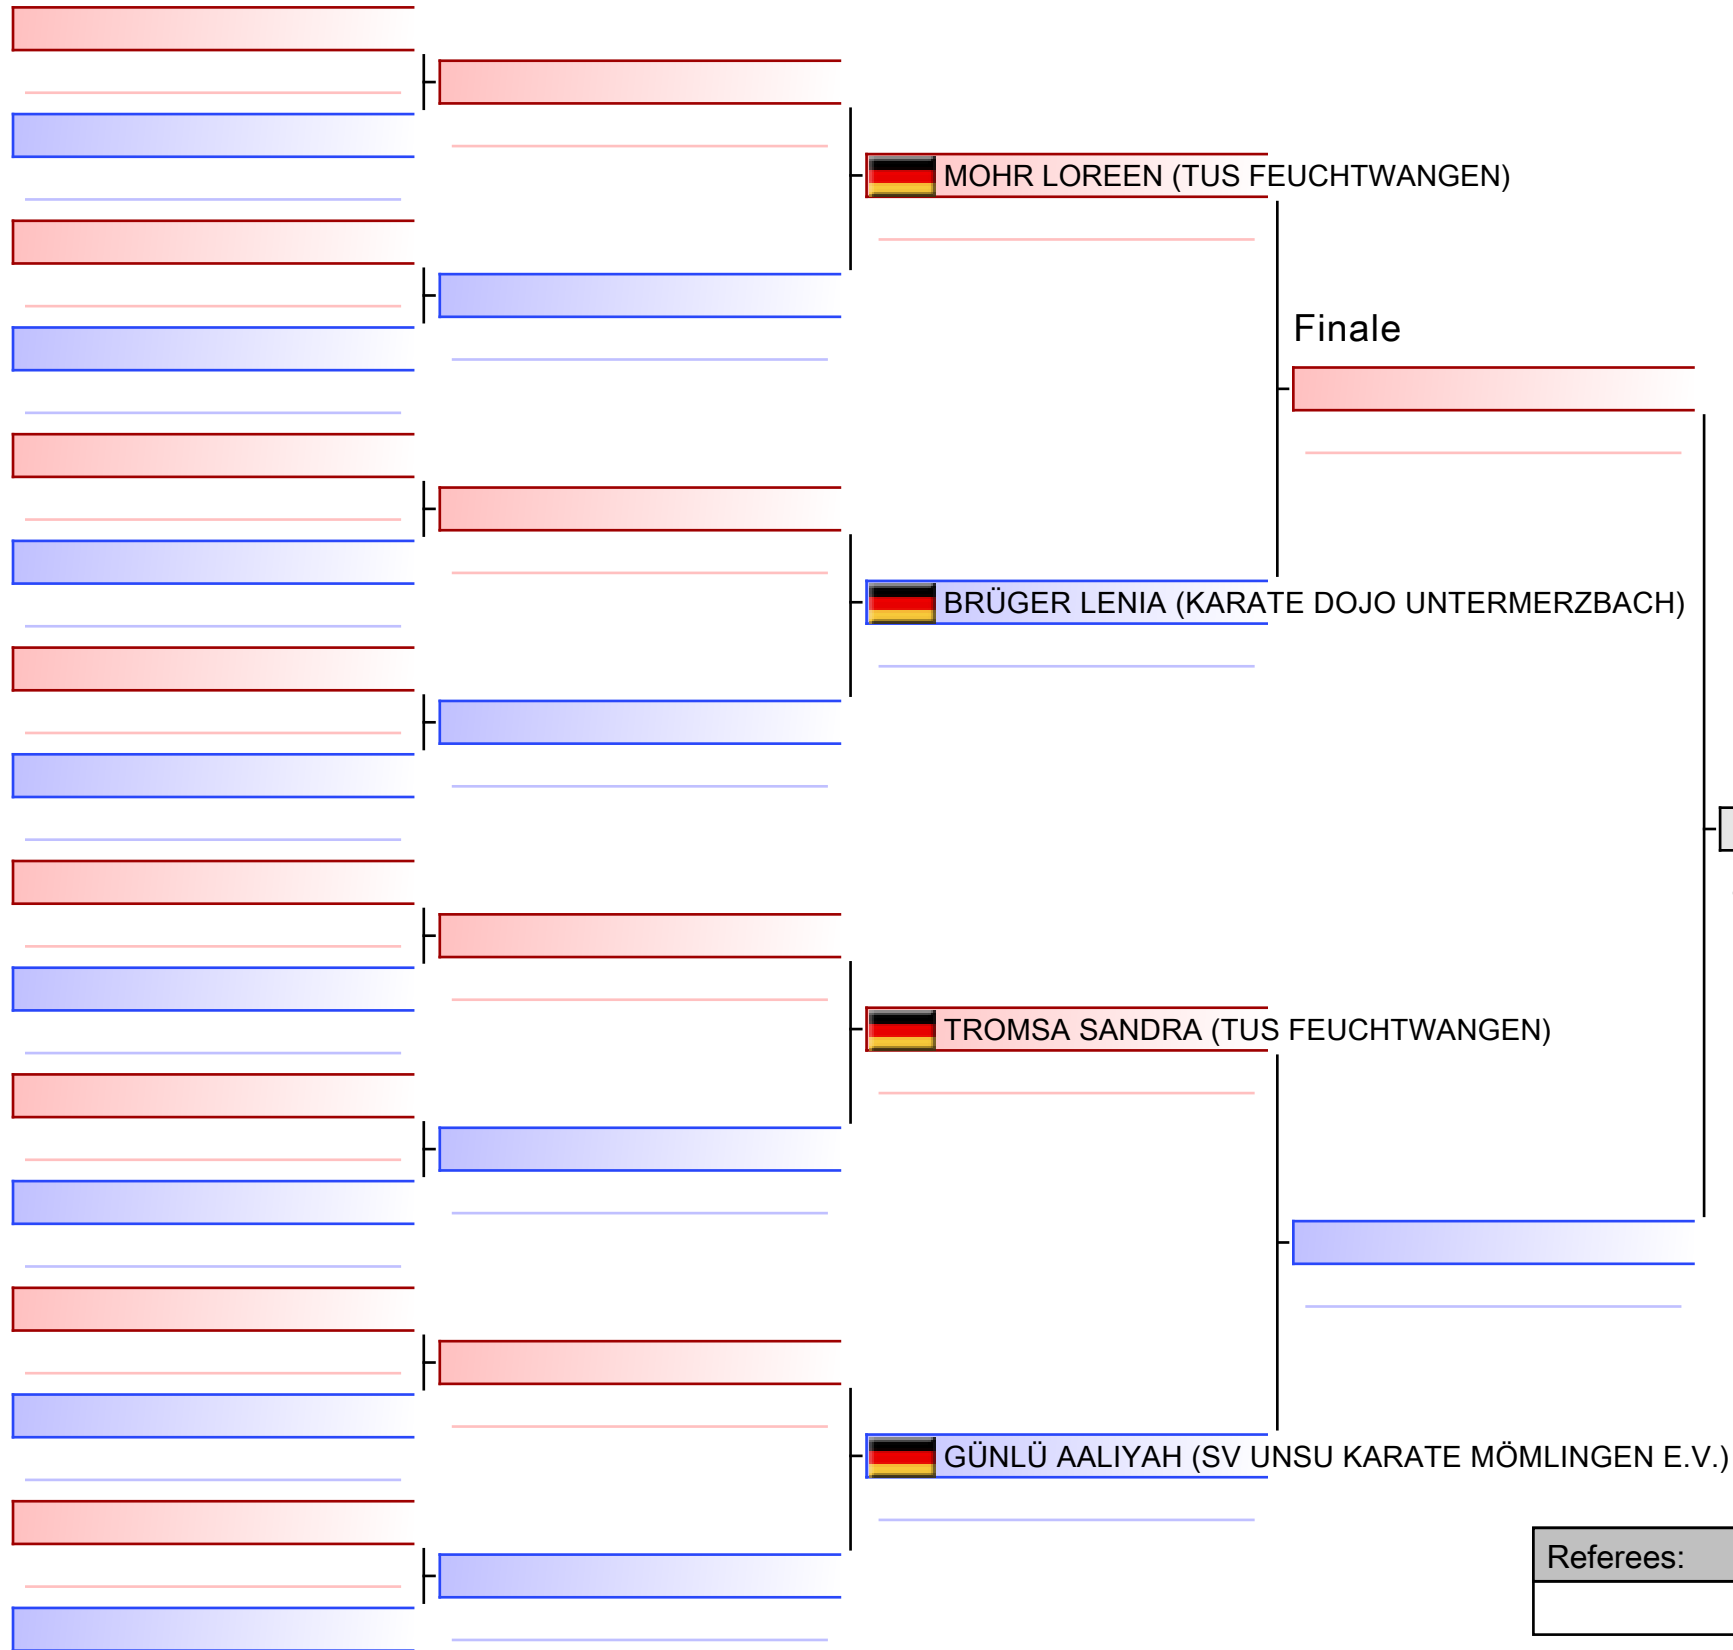 MOHR LOREEN (TUS FEUCHTWANGEN)
Finale
BRÜGER LENIA (KARATE DOJO UNTERMERZBACH)
TROMSA SANDRA (TUS FEUCHTWANGEN)
GÜNLÜ AALIYAH (SV UNSU KARATE MÖMLINGEN E.V.)
Referees: